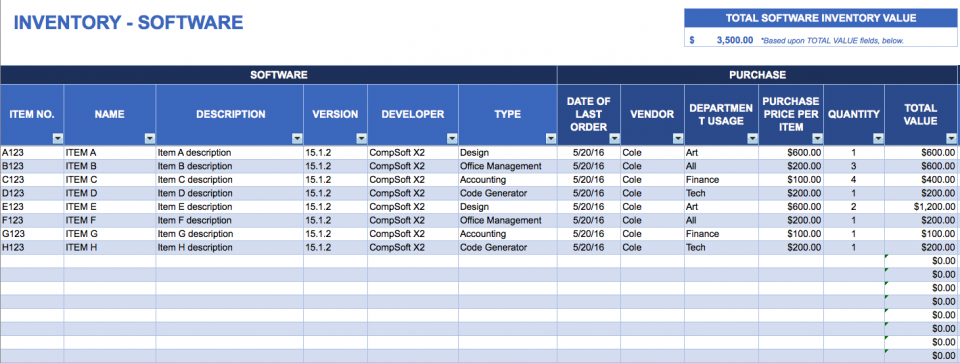 INVENTORY - SOFTWARE
TOTAL SOFTWARE INVENTORY VALUE
$ 3,500.00 *Based upon TOTAL VALUE fields, below.
SOFTWARE PURCHASE
ITEM NO. NAME DESCRIPTION VERSION DEVELOPER TYPE DATE OF LAST ORDER VENDOR DEPARTMEN T USAGE PURCHASE PRICE PER ITEM QUANTITY TOTAL VALUE
A123 ITEM A Item A description 15.1.2 CompSoft X2 Design 5/20/16 Cole Art $600.00 1 $600.00
B123 ITEM B Item B description 15.1.2 CompSoft X2 Office Management 5/20/16 Cole All $200.00 3 $600.00
C123 ITEM C Item C description 15.1.2 CompSoft X2 Accounting 5/20/16 Cole Finance $100.00 4 $400.00
D123 ITEM D Item D description 15.1.2 CompSoft X2 Code Generator 5/20/16 Cole Tech $200.00 1 $200.00
E123 ITEM E Item E description 15.1.2 CompSoft X2 Design 5/20/16 Cole Art $600.00 2 $1,200.00
F123 ITEM F Item F description 15.1.2 CompSoft X2 Office Management 5/20/16 Cole All $200.00 1 $200.00
G123 ITEM G Item G description 15.1.2 CompSoft X2 Accounting 5/20/16 Cole Finance $100.00 1 $100.00
H123 ITEM H Item H description 15.1.2 CompSoft X2 Code Generator 5/20/16 Cole Tech $200.00 1 $200.00
$0.00
$0.00
$0.00
$0.00
$0.00
$0.00
$0.00
$0.00